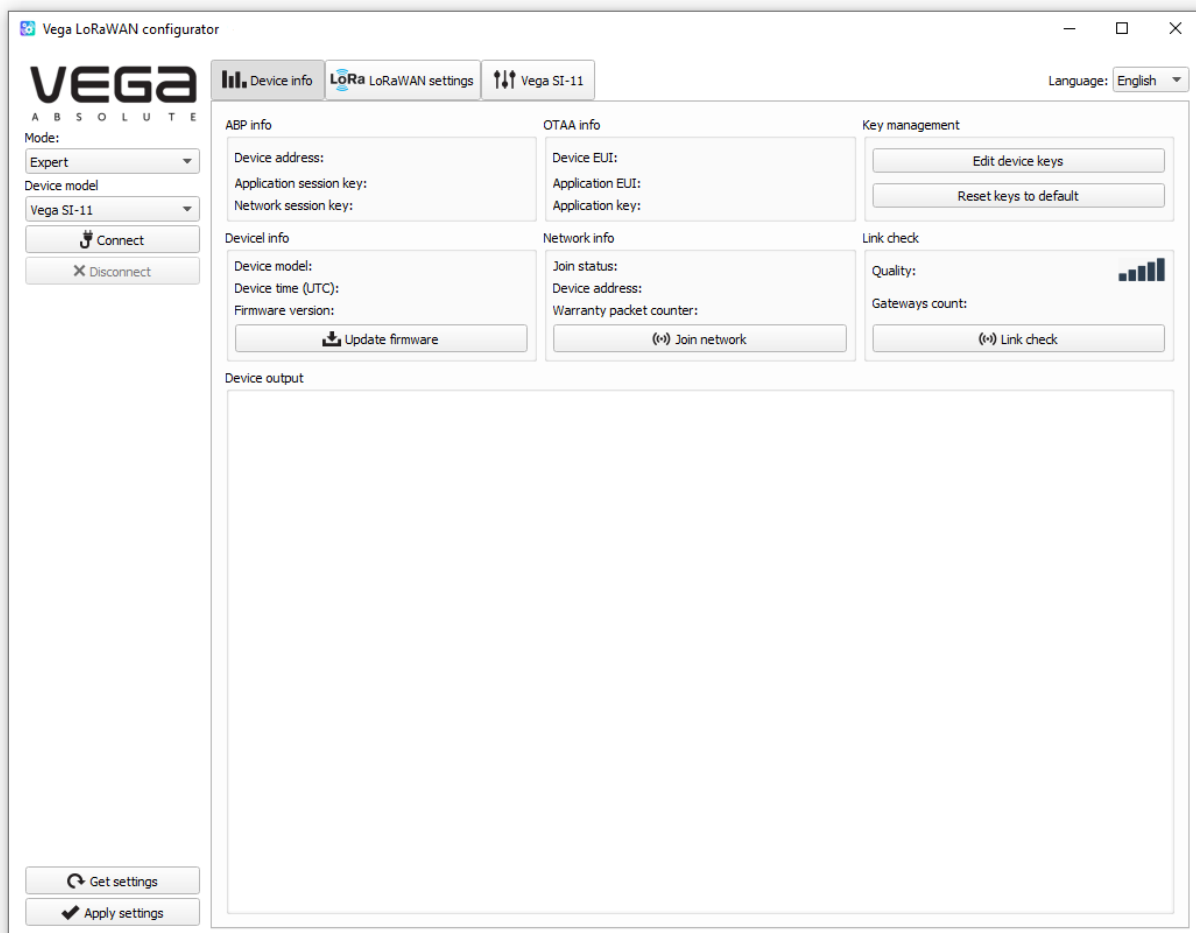 Vega LoRaWAN configurator
VEGA
ABSOLUTE
Mode:
Expert
Device model
Vega SI-11
Connect
Disconnect
Get settings
Apply settings
Device info
LoRa LoRaWAN settings
Vega SI-11
Language: English
ABP info
Device address:
Application session key:
Network session key:
OTAA info
Device EUI:
Application EUI:
Application key:
Key management
Edit device keys
Reset keys to default
Devicel info
Device model:
Device time (UTC):
Firmware version:
Update firmware
Network info
Join status:
Device address:
Warranty packet counter:
Join network
Link check
Quality:
Gateways count:
Link check
Device output